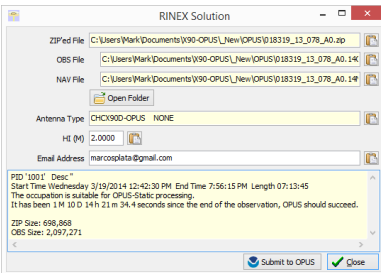 RINEX Solution
ZIP'ed File C:\Users\Mark\Documents\X90-OPUS\_New\OPUS\018319_13_078_A0.zip
OBS File C:\Users\Mark\Documents\X90-OPUS\_New\OPUS\018319_13_078_A0.14O
NAV File C:\Users\Mark\Documents\X90-OPUS\_New\OPUS\018319_13_078_A0.14N
Open Folder
Antenna Type CHCX90D-OPUS NONE
HI (M) 2.0000
Email Address marcosplata@gmail.com
PID '1001' Desc ''
Start Time Wednesday 3/19/2014 12:42:30 PM End Time 7:56:15 PM Length 07:13:45
The occupation is suitable for OPUS-Static processing.
It has been 1 M 10 D 14 h 21 m 34.4 seconds since the end of the observation, OPUS should succeed.
ZIP Size: 698,868
OBS Size: 2,097,271
Submit to OPUS
Close